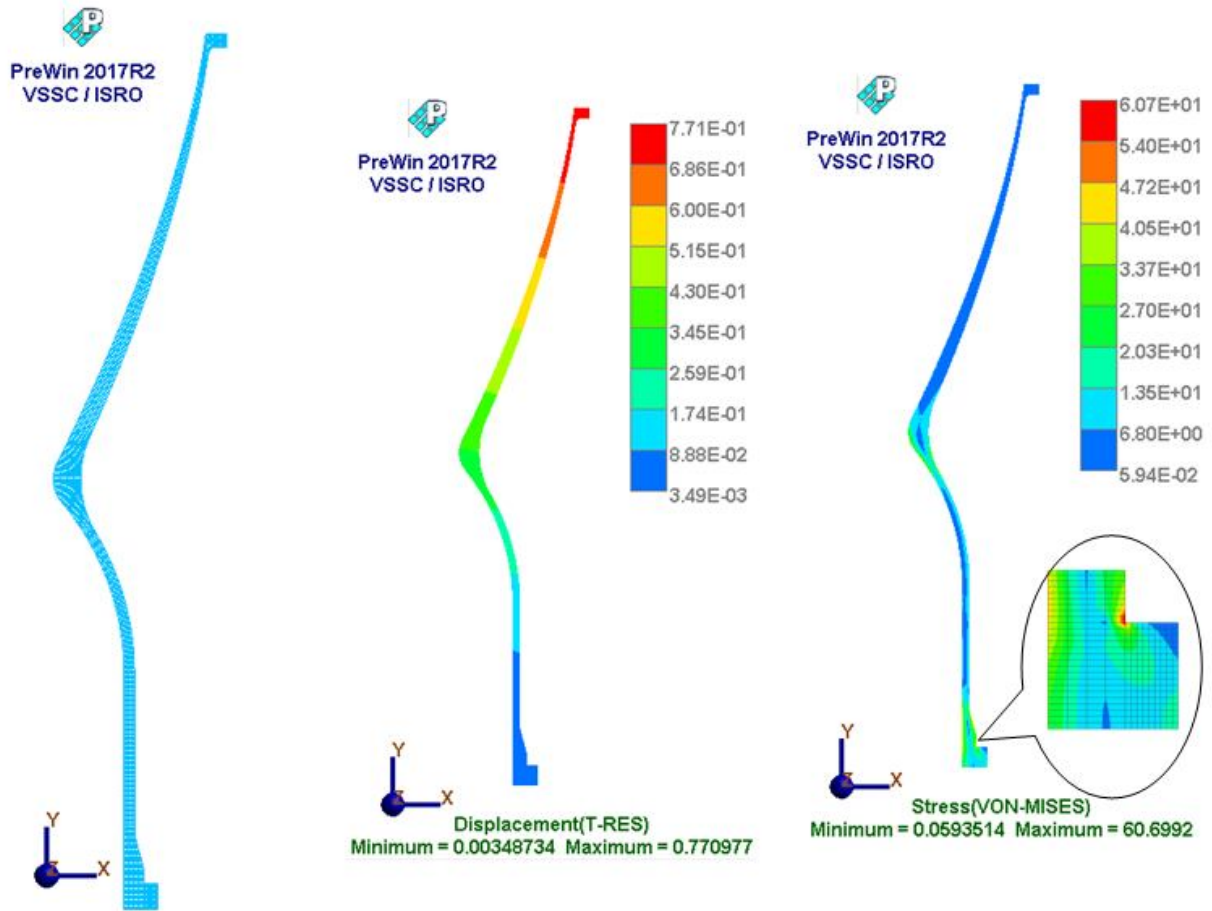 P
PreWin 2017R2
VSSC / ISRO
Y
X
P
PreWin 2017R2
VSSC / ISRO
7.71E-01
6.86E-01
6.00E-01
5.15E-01
4.30E-01
3.45E-01
2.59E-01
1.74E-01
8.88E-02
3.49E-03
Y
X
Displacement(T-RES)
Minimum = 0.00348734 Maximum = 0.770977
P
PreWin 2017R2
VSSC / ISRO
6.07E+01
5.40E+01
4.72E+01
4.05E+01
3.37E+01
2.70E+01
2.03E+01
1.35E+01
6.80E+00
5.94E-02
Y
X
Stress(VON-MISES)
Minimum = 0.0593514 Maximum = 60.6992